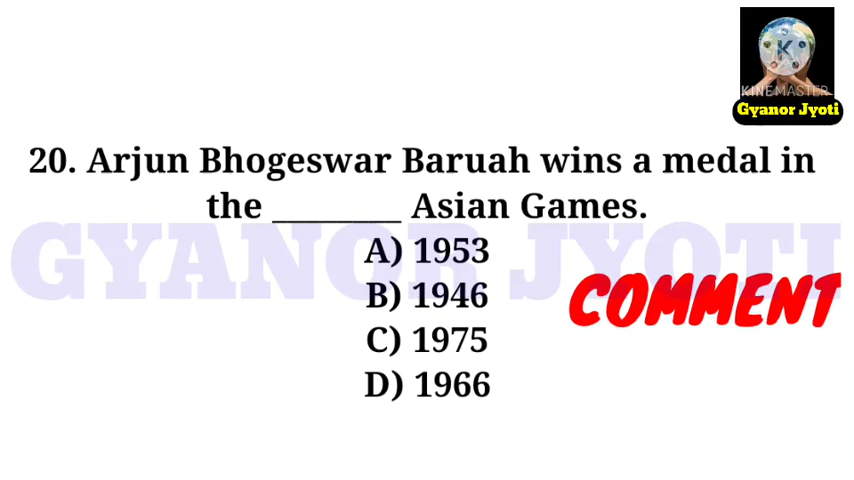 K
KINEMASTER
Gyanor Jyoti
20. Arjun Bhogeswar Baruah wins a medal in
the ________ Asian Games.
GYANOR JYOTI
A) 1953
B) 1946
COMMENT
C) 1975
D) 1966